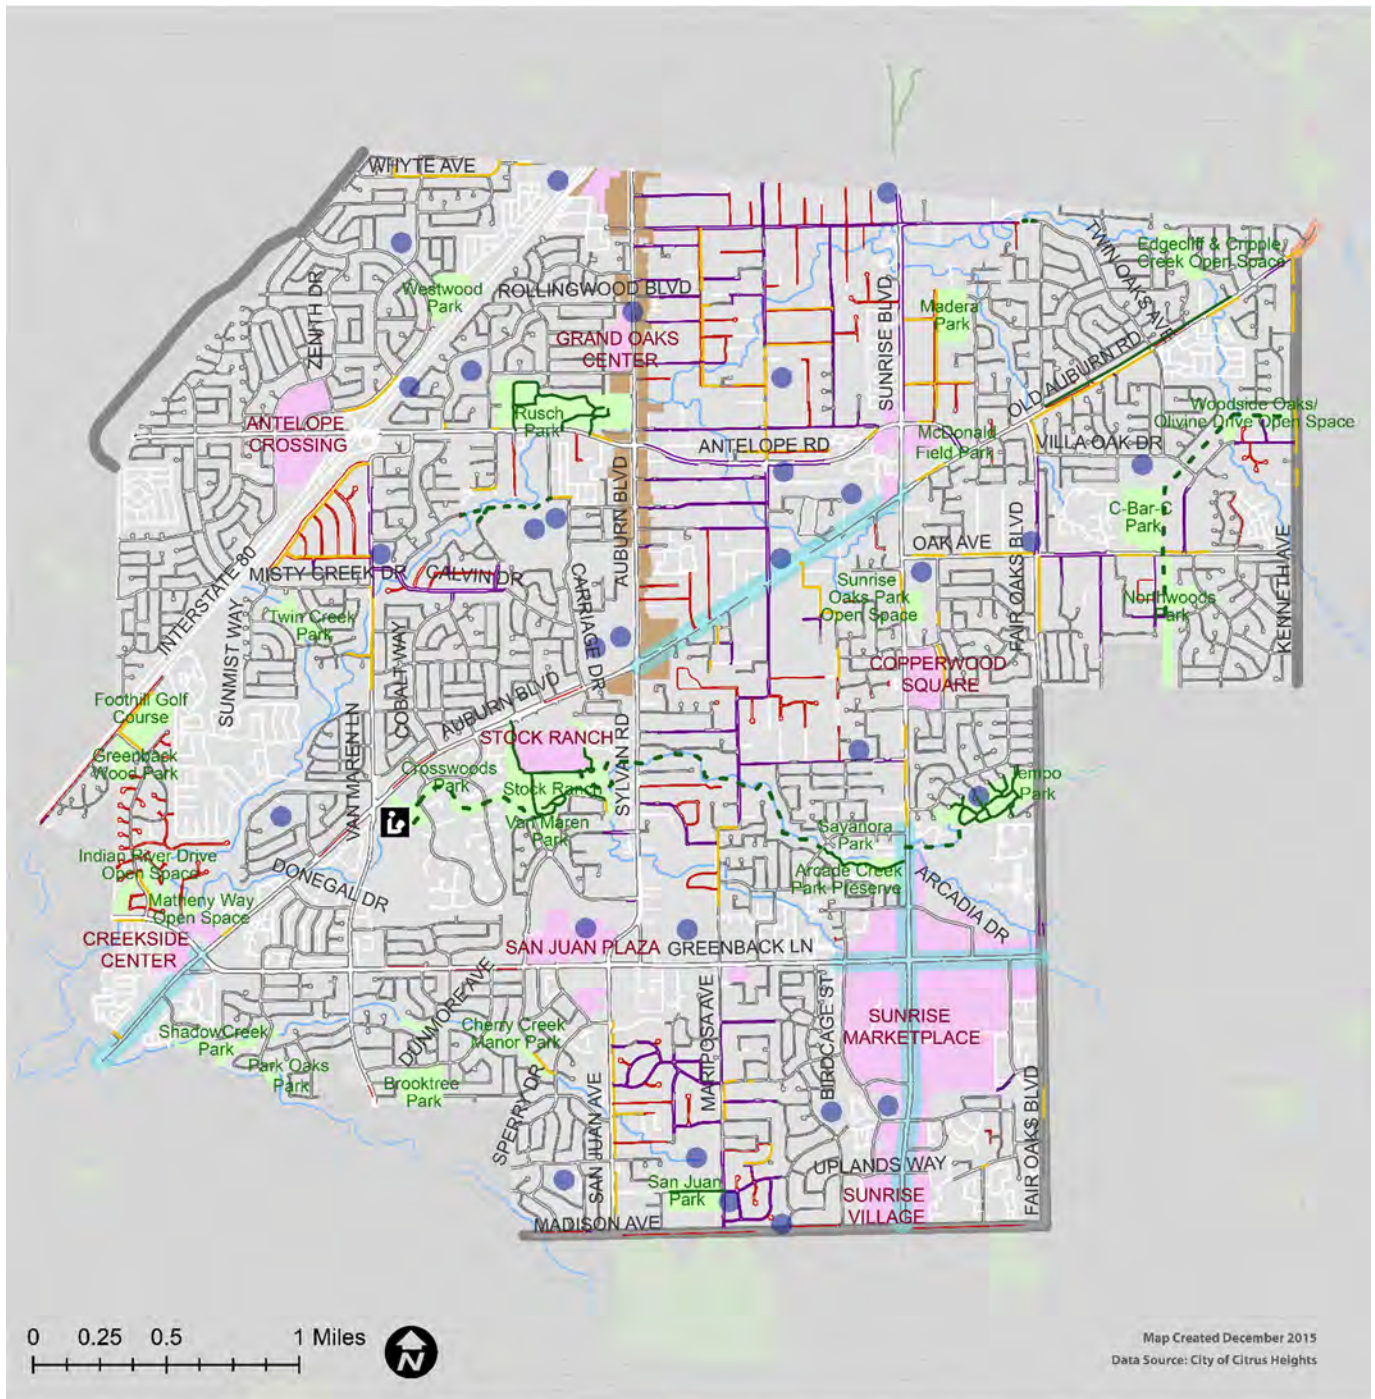 WHYTE AVE
TWIN OAKS AVE
Edgecliff & Cripple
Creek Open Space
ZENITH DR
Westwood
Park
ROLLINGWOOD BLVD
SUNRISE BLVD
Madera
Park
GRAND OAKS
CENTER
OLD AUBURN RD
Rusch
Park
ANTELOPE
CROSSING
ANTELOPE RD
McDonald
Field Park
VILLA OAK DR
Woodside Oaks/
Olivine Drive Open Space
AUBURN BLVD
C-Bar-C
Park
FAIR OAKS BLVD
OAK AVE
INTERSTATE 80
MISTY CREEK DR
CALVIN DR
CARRIAGE DR
KENNETH AVE
Twin Creek
Park
Sunrise
Oaks Park
Open Space
Northwoods
Park
SUNMIST WAY
COBALT WAY
COPPERWOOD
SQUARE
Foothill Golf
Course
AUBURN BLVD
STOCK RANCH
Greenback
Wood Park
VAN MAREN LN
Crosswoods
Park
SYLVAN RD
Stock Ranch
Tempo
Park
Van Maren
Park
Sayanora
Park
Indian River Drive
Open Space
DONEGAL DR
Arcade Creek
Park Preserve
ARCADIA DR
Matheny Way
Open Space
CREEKSIDE
CENTER
SAN JUAN PLAZA
GREENBACK LN
DUNMORE AVE
MARIPOSA AVE
BIRDCAGE ST
SUNRISE
MARKETPLACE
ShadowCreek
Park
Cherry Creek
Manor Park
Park Oaks
Park
Brooktree
Park
SPERRY DR
SAN JUAN AVE
FAIR OAKS BLVD
UPLANDS WAY
San Juan
Park
SUNRISE
VILLAGE
MADISON AVE
0 0.25 0.5 1 Miles
N
Map Created December 2015
Data Source: City of Citrus Heights